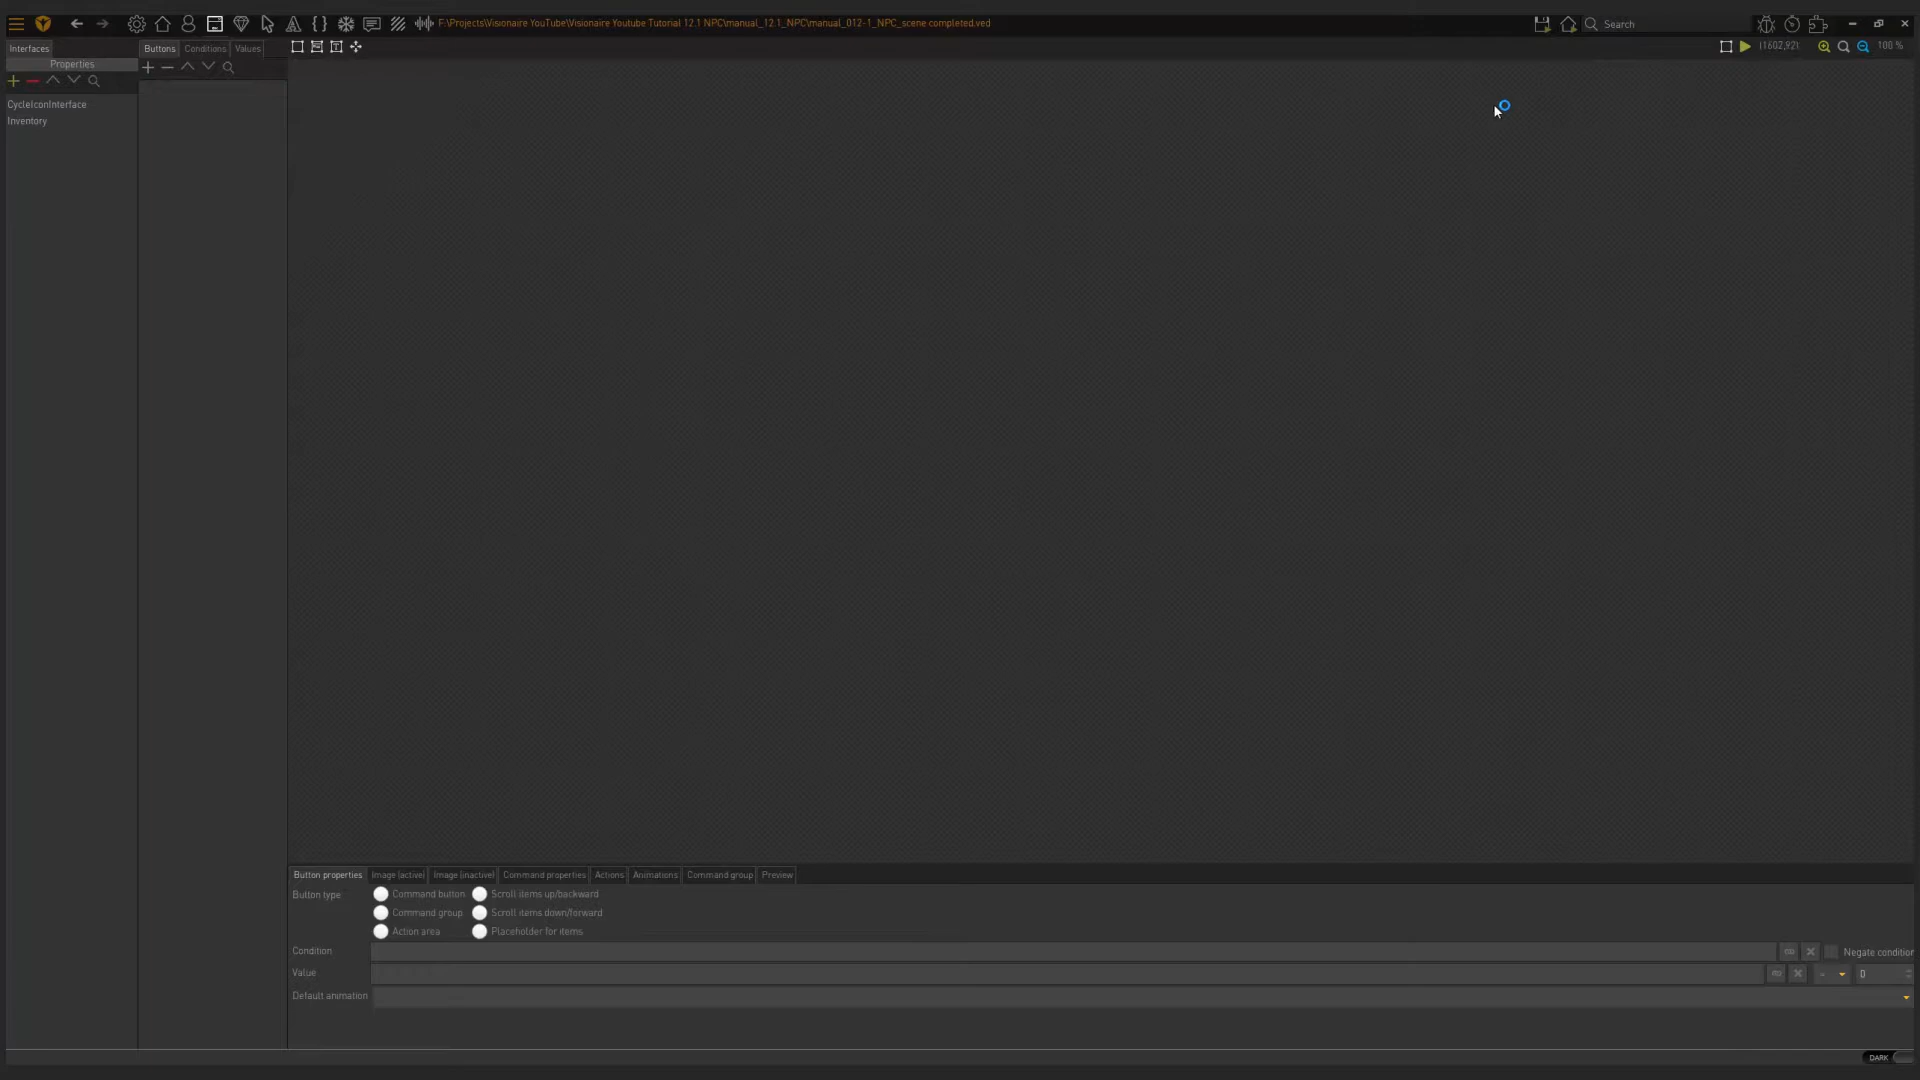 F:\Projects\Visionaire YouTube\Visionaire Youtube Tutorial 12.1 NPC\manual_12.1_NPC\manual_012-1_NPC_scene completed.ved
Search
Interfaces
Buttons Conditions Values
(1602,92)
100 %
Properties
CycleIconInterface
Inventory
Button properties Image (active) Image (inactive) Command properties Actions Animations Command group Preview
Button type
Command button Scroll items up/backward
Command group Scroll items down/forward
Action area Placeholder for items
Condition
Negate condition
Value
= 0
Default animation
DARK